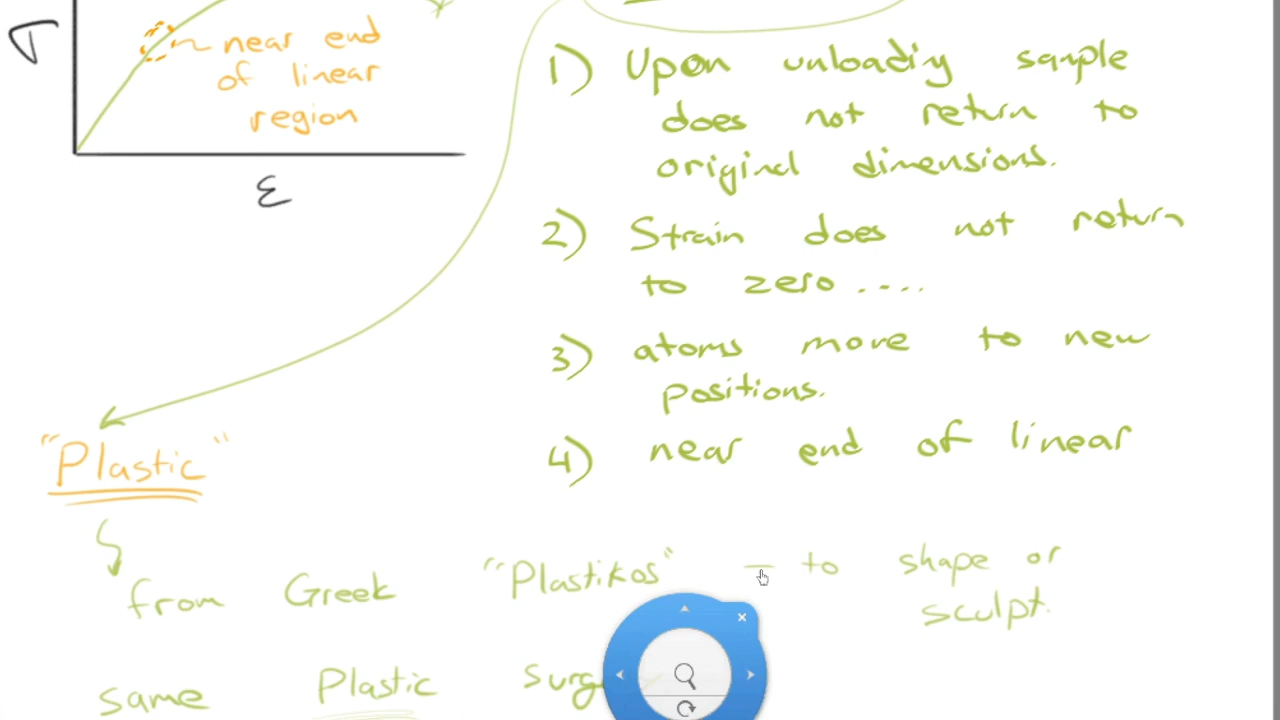 σ
near end
of linear
region
ε
1) Upon unloading sample
does not return to
original dimensions.
2) Strain does not return
to zero ....
3) atoms move to new
positions.
4) near end of linear
"Plastic"
from Greek "Plastikos" — to shape or
sculpt.
same Plastic